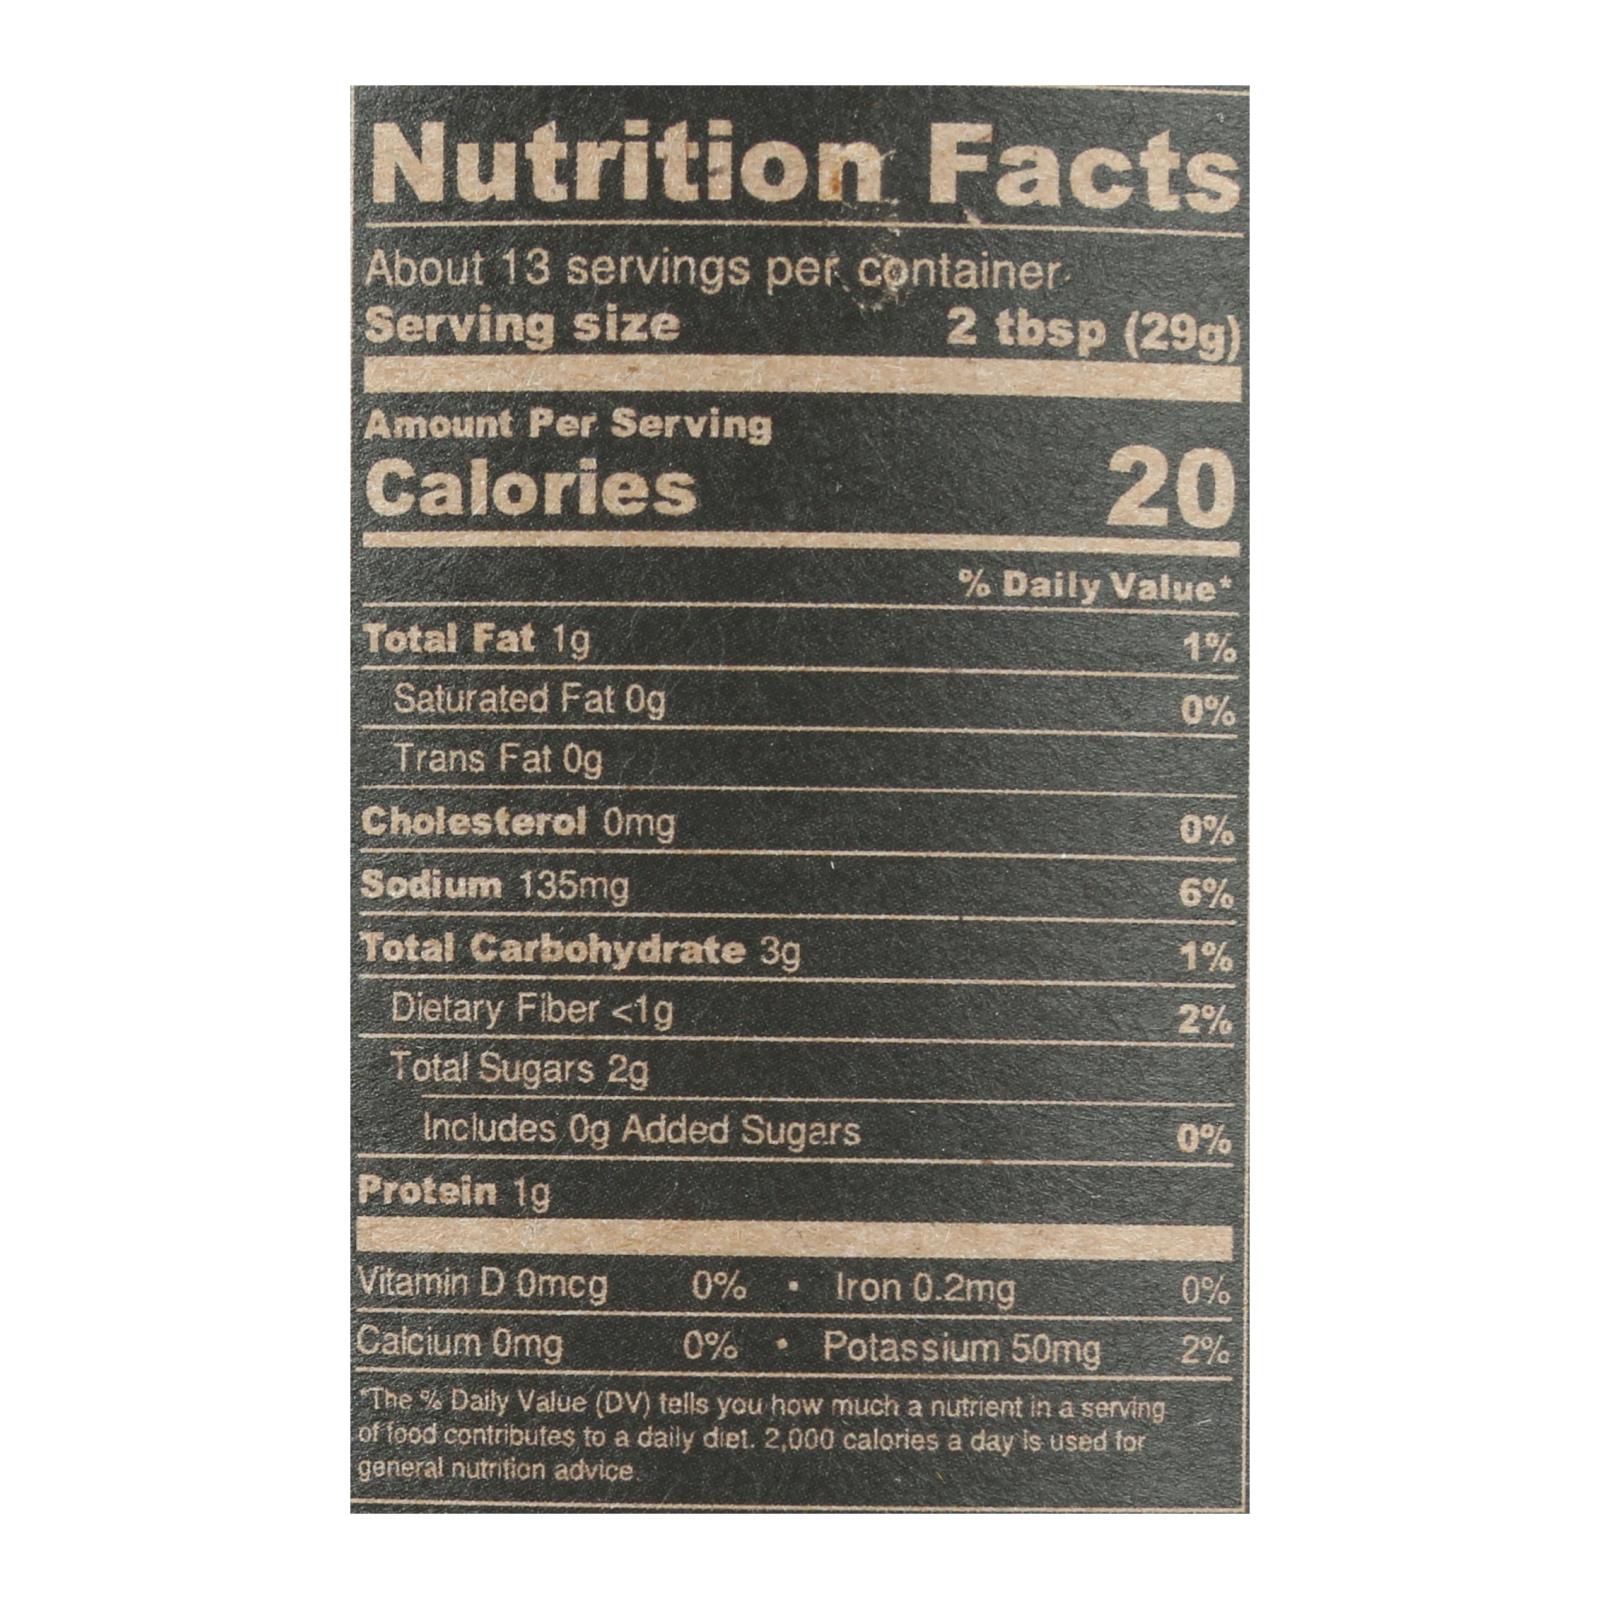 Nutrition Facts
About 13 servings per container
Serving size 2 tbsp (29g)
Amount Per Serving
Calories 20
% Daily Value*
Total Fat 1g 1%
Saturated Fat 0g 0%
Trans Fat 0g
Cholesterol 0mg 0%
Sodium 135mg 6%
Total Carbohydrate 3g 1%
Dietary Fiber <1g 2%
Total Sugars 2g
Includes 0g Added Sugars 0%
Protein 1g
Vitamin D 0mcg 0% • Iron 0.2mg 0%
Calcium 0mg 0% • Potassium 50mg 2%
*The % Daily Value (DV) tells you how much a nutrient in a serving
of food contributes to a daily diet. 2,000 calories a day is used for
general nutrition advice.